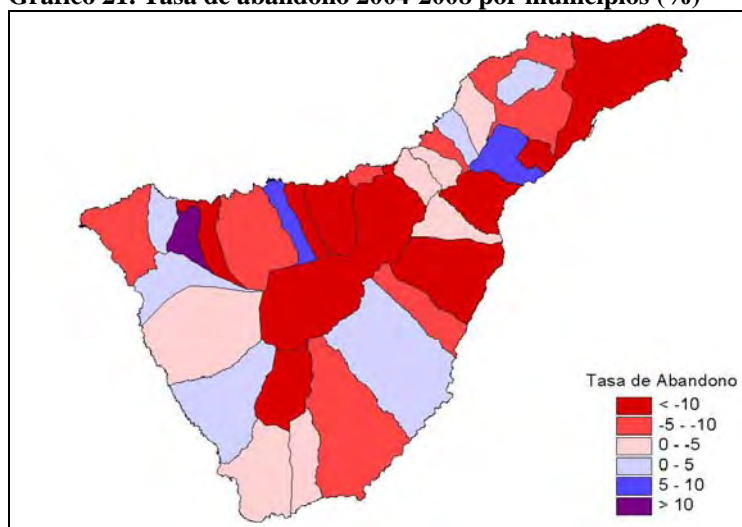 Gráfico 21. Tasa de abandono 2004-2008 por municipios (%)
Tasa de Abandono
< -10
-5 - -10
0 - -5
0 - 5
5 - 10
> 10